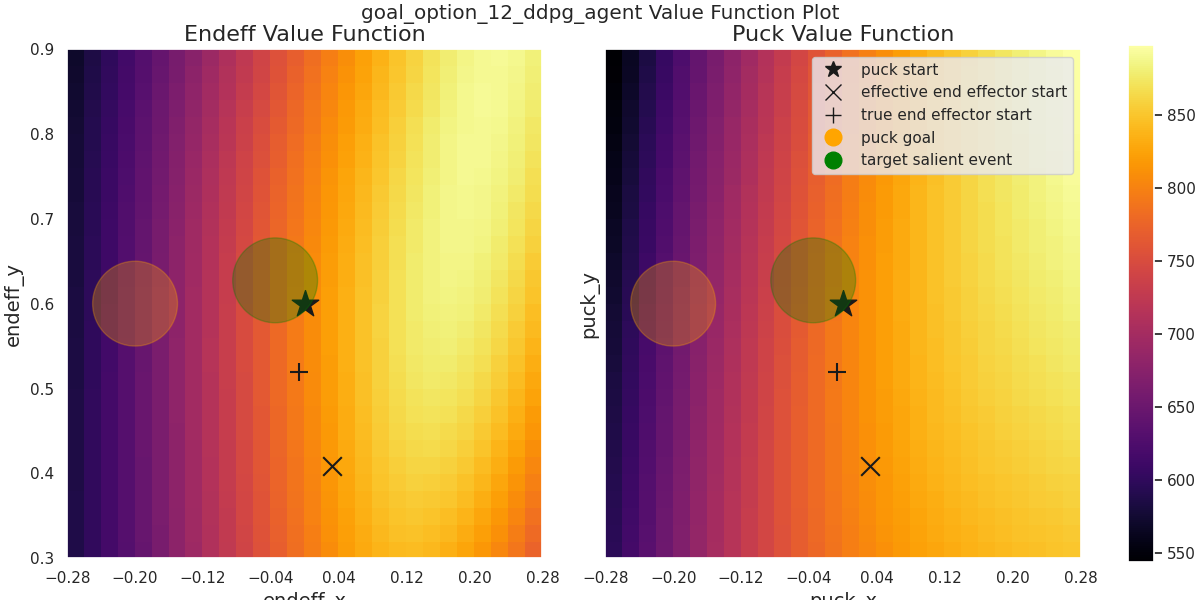 goal_option_12_ddpg_agent Value Function Plot
Endeff Value Function
Puck Value Function
puck start
effective end effector start
true end effector start
puck goal
target salient event
endeff_y
0.9
0.8
0.7
0.6
0.5
0.4
0.3
−0.28 −0.20 −0.12 −0.04 0.04 0.12 0.20 0.28
endeff_x
puck_y
−0.28 −0.20 −0.12 −0.04 0.04 0.12 0.20 0.28
puck_x
850
800
750
700
650
600
550